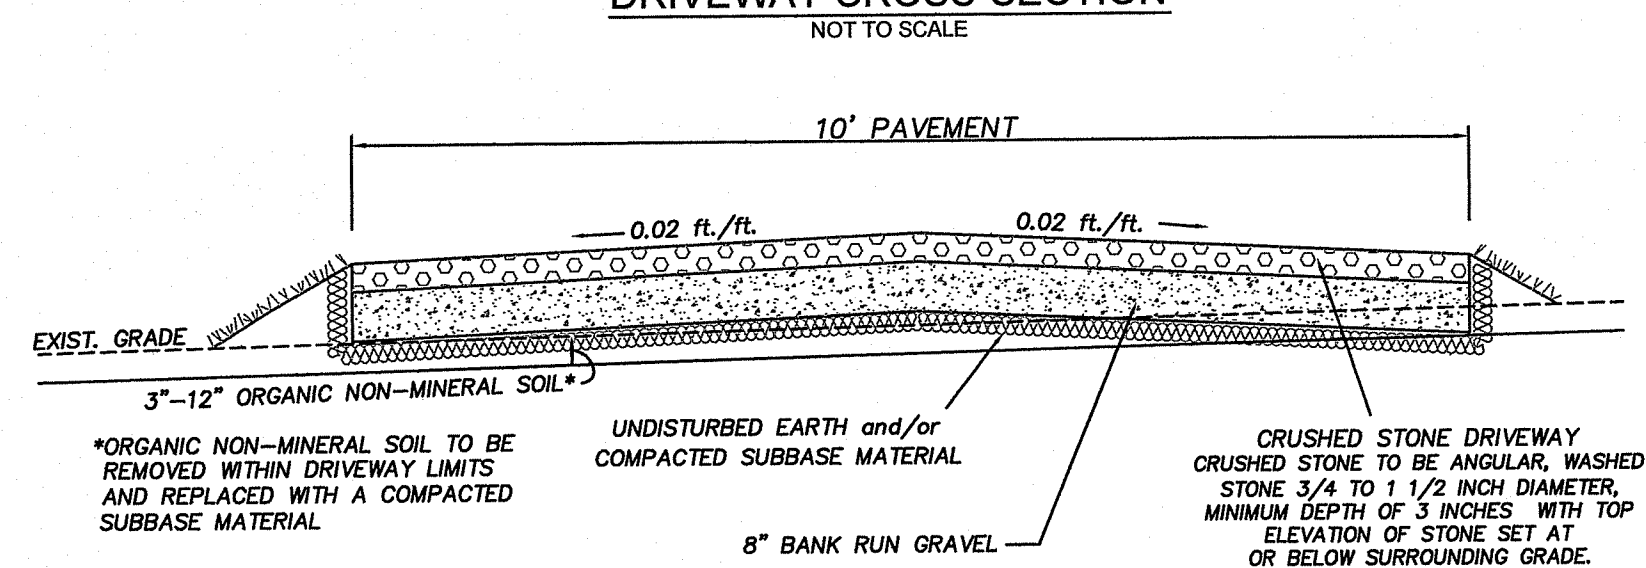 DRIVEWAY CROSS SECTION
NOT TO SCALE
10' PAVEMENT
0.02 ft./ft.
0.02 ft./ft.
EXIST. GRADE
3"–12" ORGANIC NON–MINERAL SOIL*
*ORGANIC NON–MINERAL SOIL TO BE
REMOVED WITHIN DRIVEWAY LIMITS
AND REPLACED WITH A COMPACTED
SUBBASE MATERIAL
UNDISTURBED EARTH and/or
COMPACTED SUBBASE MATERIAL
8" BANK RUN GRAVEL
CRUSHED STONE DRIVEWAY
CRUSHED STONE TO BE ANGULAR, WASHED
STONE 3/4 TO 1 1/2 INCH DIAMETER,
MINIMUM DEPTH OF 3 INCHES WITH TOP
ELEVATION OF STONE SET AT
OR BELOW SURROUNDING GRADE.